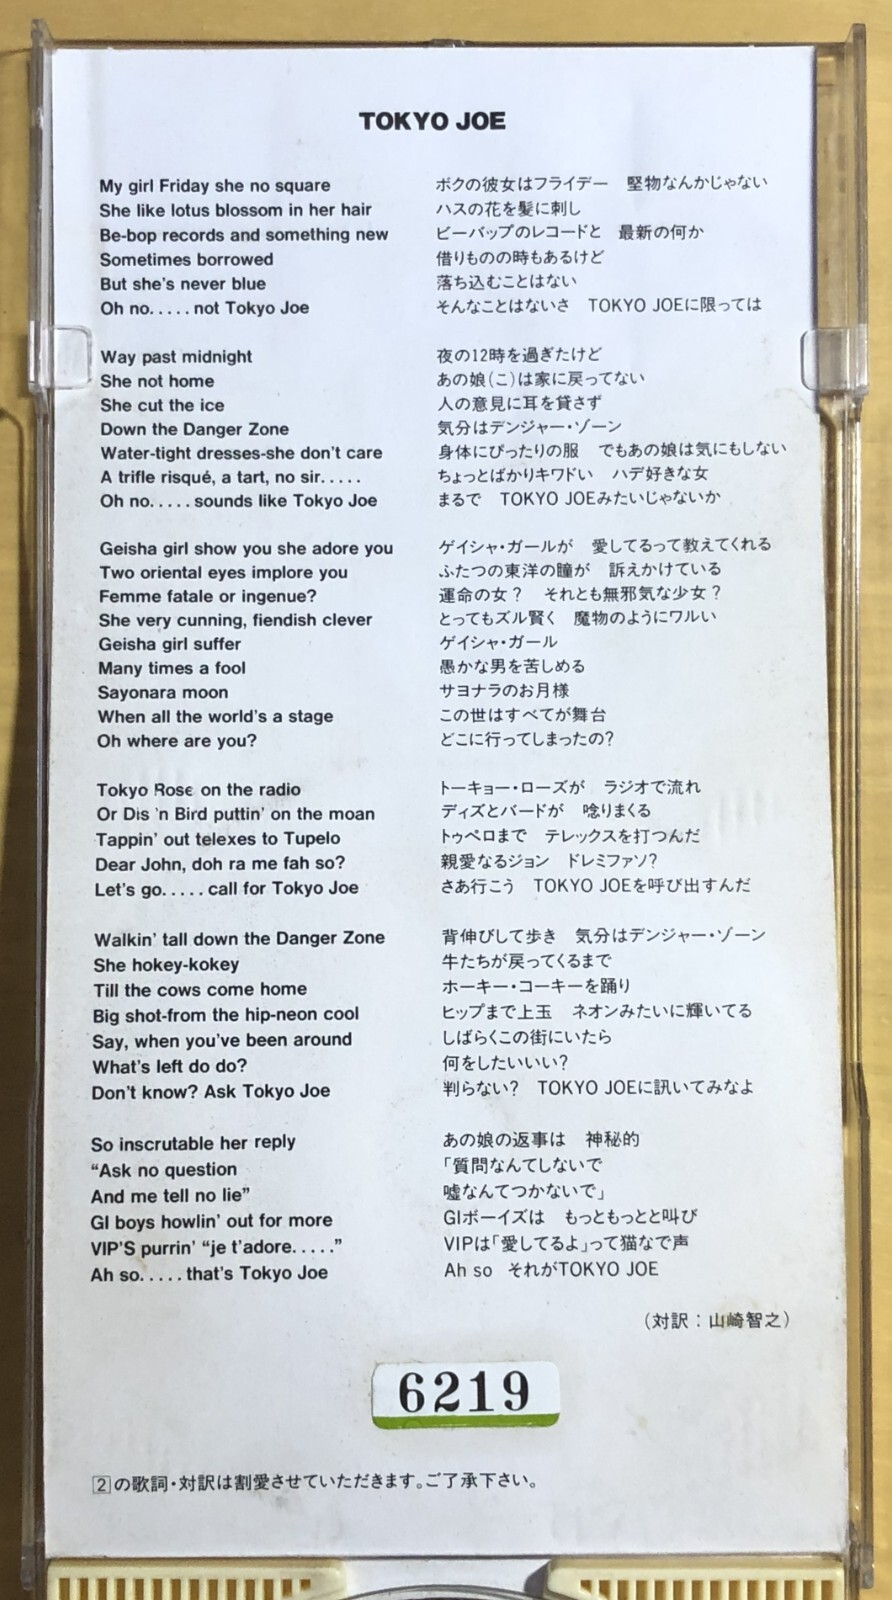 TOKYO JOE
My girl Friday she no square
She like lotus blossom in her hair
Be-bop records and something new
Sometimes borrowed
But she's never blue
Oh no.....not Tokyo Joe
Way past midnight
She not home
She cut the ice
Down the Danger Zone
Water-tight dresses-she don't care
A trifle risqué, a tart, no sir.....
Oh no.....sounds like Tokyo Joe
Geisha girl show you she adore you
Two oriental eyes implore you
Femme fatale or ingenue?
She very cunning, fiendish clever
Geisha girl suffer
Many times a fool
Sayonara moon
When all the world's a stage
Oh where are you?
Tokyo Rose on the radio
Or Dis 'n Bird puttin' on the moan
Tappin' out telexes to Tupelo
Dear John, doh ra me fah so?
Let's go.....call for Tokyo Joe
Walkin' tall down the Danger Zone
She hokey-kokey
Till the cows come home
Big shot-from the hip-neon cool
Say, when you've been around
What's left do do?
Don't know? Ask Tokyo Joe
So inscrutable her reply
“Ask no question
And me tell no lie”
GI boys howlin' out for more
VIP'S purrin' “je t'adore.....”
Ah so.....that's Tokyo Joe
ボクの彼女はフライデー　堅物なんかじゃない
ハスの花を髪に刺し
ビーバップのレコードと　最新の何か
借りものの時もあるけど
落ち込むことはない
そんなことはないさ　TOKYO JOEに限っては
夜の12時を過ぎたけど
あの娘(こ)は家に戻ってない
人の意見に耳を貸さず
気分はデンジャー・ゾーン
身体にぴったりの服　でもあの娘は気にもしない
ちょっとばかりキワドい　ハデ好きな女
まるで　TOKYO JOEみたいじゃないか
ゲイシャ・ガールが　愛してるって教えてくれる
ふたつの東洋の瞳が　訴えかけている
運命の女？　それとも無邪気な少女？
とってもズル賢く　魔物のようにワルい
ゲイシャ・ガール
愚かな男を苦しめる
サヨナラのお月様
この世はすべてが舞台
どこに行ってしまったの？
トーキョー・ローズが　ラジオで流れ
ディズとバードが　唸りまくる
トゥペロまで　テレックスを打つんだ
親愛なるジョン　ドレミファソ？
さあ行こう　TOKYO JOEを呼び出すんだ
背伸びして歩き　気分はデンジャー・ゾーン
牛たちが戻ってくるまで
ホーキー・コーキーを踊り
ヒップまで上玉　ネオンみたいに輝いてる
しばらくこの街にいたら
何をしたいいい？
判らない？　TOKYO JOEに訊いてみなよ
あの娘の返事は　神秘的
「質問なんてしないで
嘘なんてつかないで」
GIボーイズは　もっともっとと叫び
VIPは「愛してるよ」って猫なで声
Ah so　それがTOKYO JOE
(対訳：山崎智之)
6219
2の歌詞・対訳は割愛させていただきます。ご了承下さい。